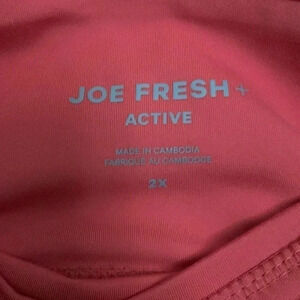 JOE FRESH +
ACTIVE
MADE IN CAMBODIA
FABRIQUÉ AU CAMBODGE
2X